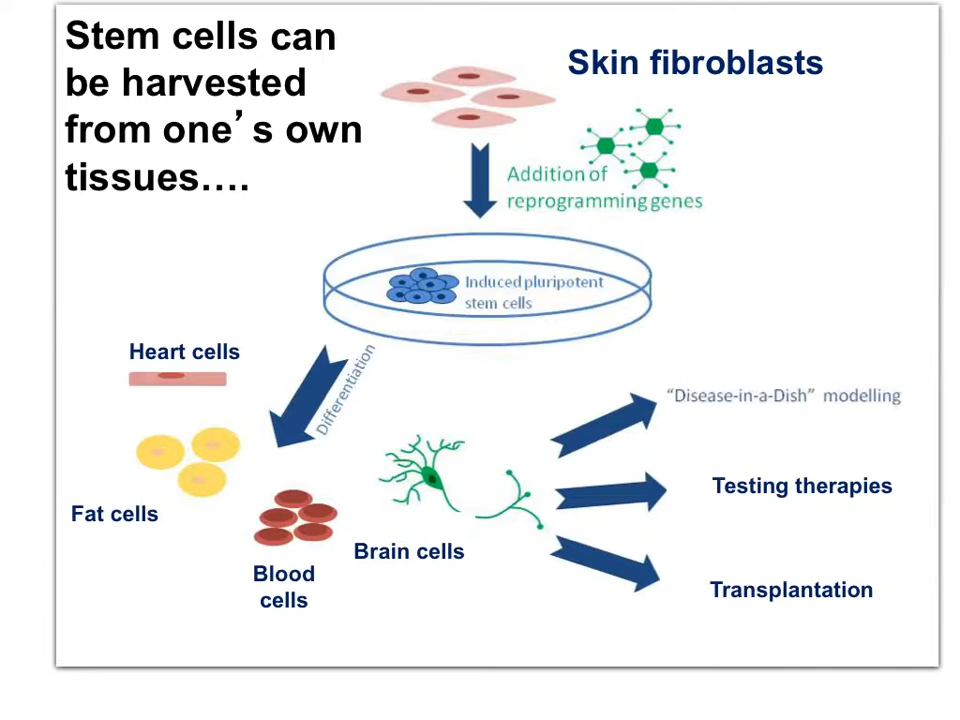 Stem cells can
be harvested
from one’s own
tissues….
Skin fibroblasts
Addition of
reprogramming genes
Induced pluripotent
stem cells
Differentiation
Heart cells
Fat cells
Blood
cells
Brain cells
“Disease-in-a-Dish” modelling
Testing therapies
Transplantation